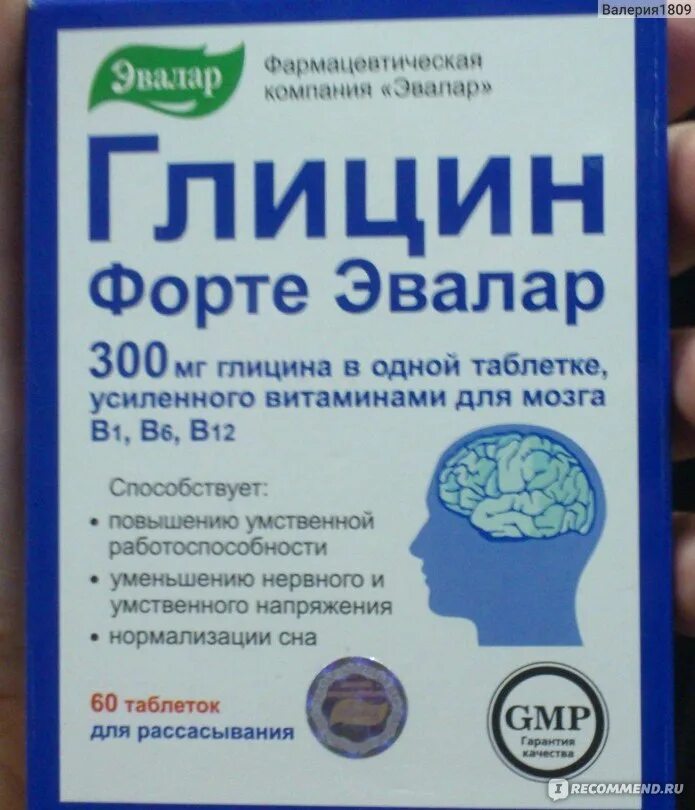 Валерия1809
Эвалар
Фармацевтическая
компания «Эвалар»
Глицин
Форте Эвалар
300 мг глицина в одной таблетке,
усиленного витаминами для мозга
B1, B6, B12
Способствует:
• повышению умственной
работоспособности
• уменьшению нервного и
умственного напряжения
• нормализации сна
60 таблеток
для рассасывания
Эвалар
GMP
Гарантия
качества
I RECOMMEND.RU